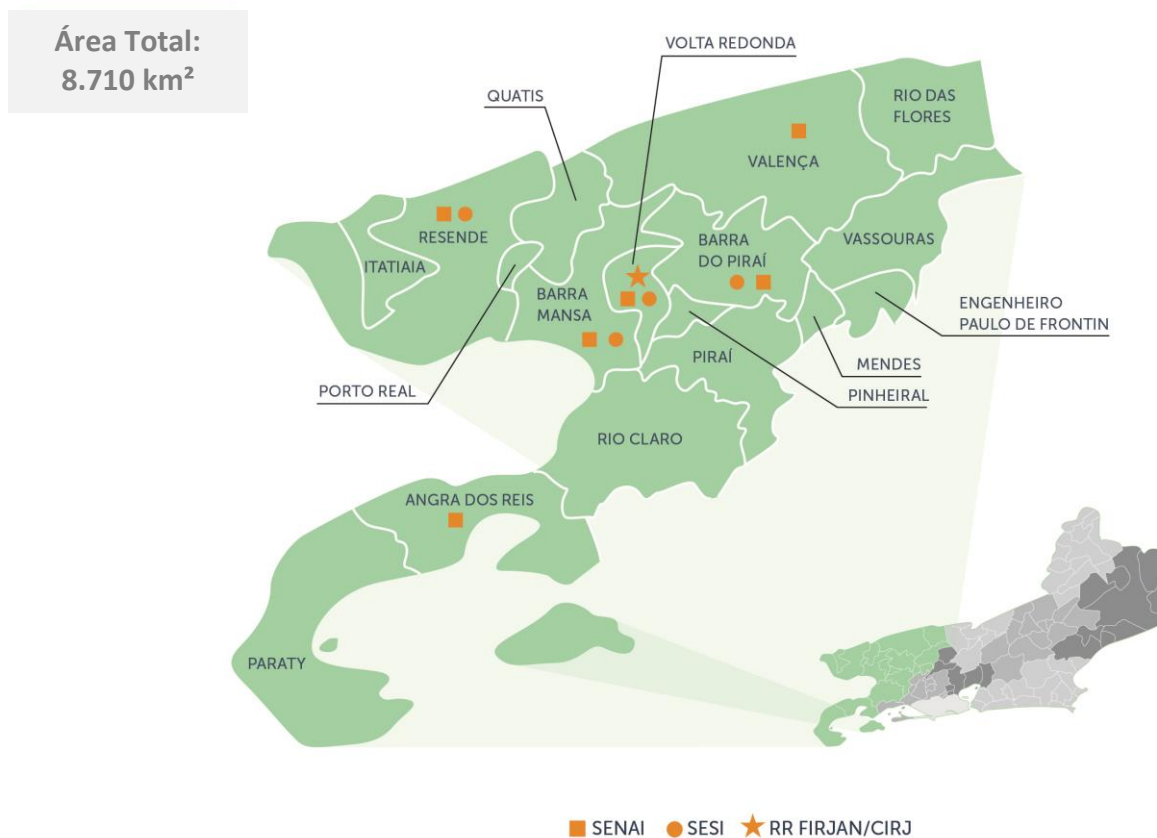 Área Total:
8.710 km²
VOLTA REDONDA
QUATIS
RIO DAS
FLORES
VALENÇA
RESENDE
ITATIAIA
BARRA
DO PIRAÍ
VASSOURAS
BARRA
MANSA
ENGENHEIRO
PAULO DE FRONTIN
PIRAÍ
MENDES
PORTO REAL
PINHEIRAL
RIO CLARO
ANGRA DOS REIS
PARATY
SENAI SESI RR FIRJAN/CIRJ